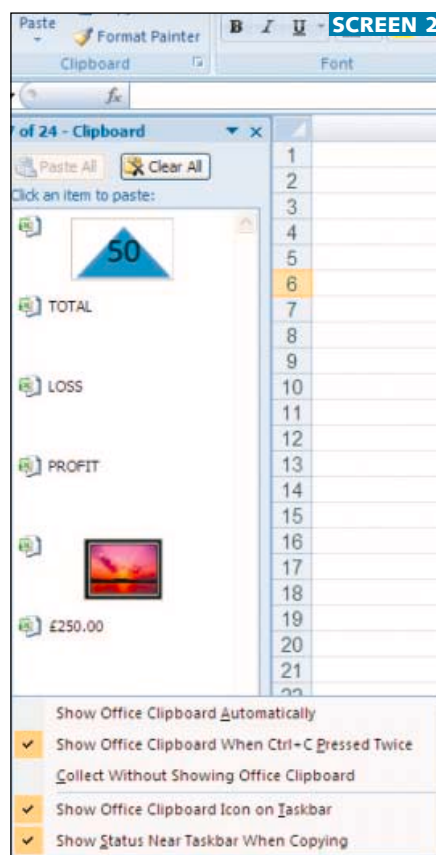 Paste
Format Painter
B I U
SCREEN 2
Clipboard
Font
fx
of 24 - Clipboard
Paste All
Clear All
Click an item to paste:
50
TOTAL
LOSS
PROFIT
£250.00
1
2
3
4
5
6
7
8
9
10
11
12
13
14
15
16
17
18
19
20
21
22
Show Office Clipboard Automatically
Show Office Clipboard When Ctrl+C Pressed Twice
Collect Without Showing Office Clipboard
Show Office Clipboard Icon on Taskbar
Show Status Near Taskbar When Copying